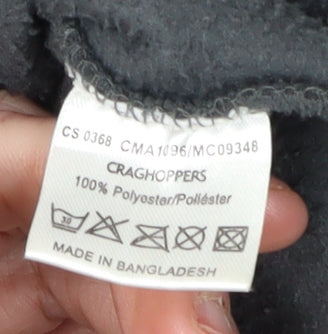 CS 0368 CMA1096/MC09348
CRAGHOPPERS
100% Polyester/Poliéster
30
MADE IN BANGLADESH